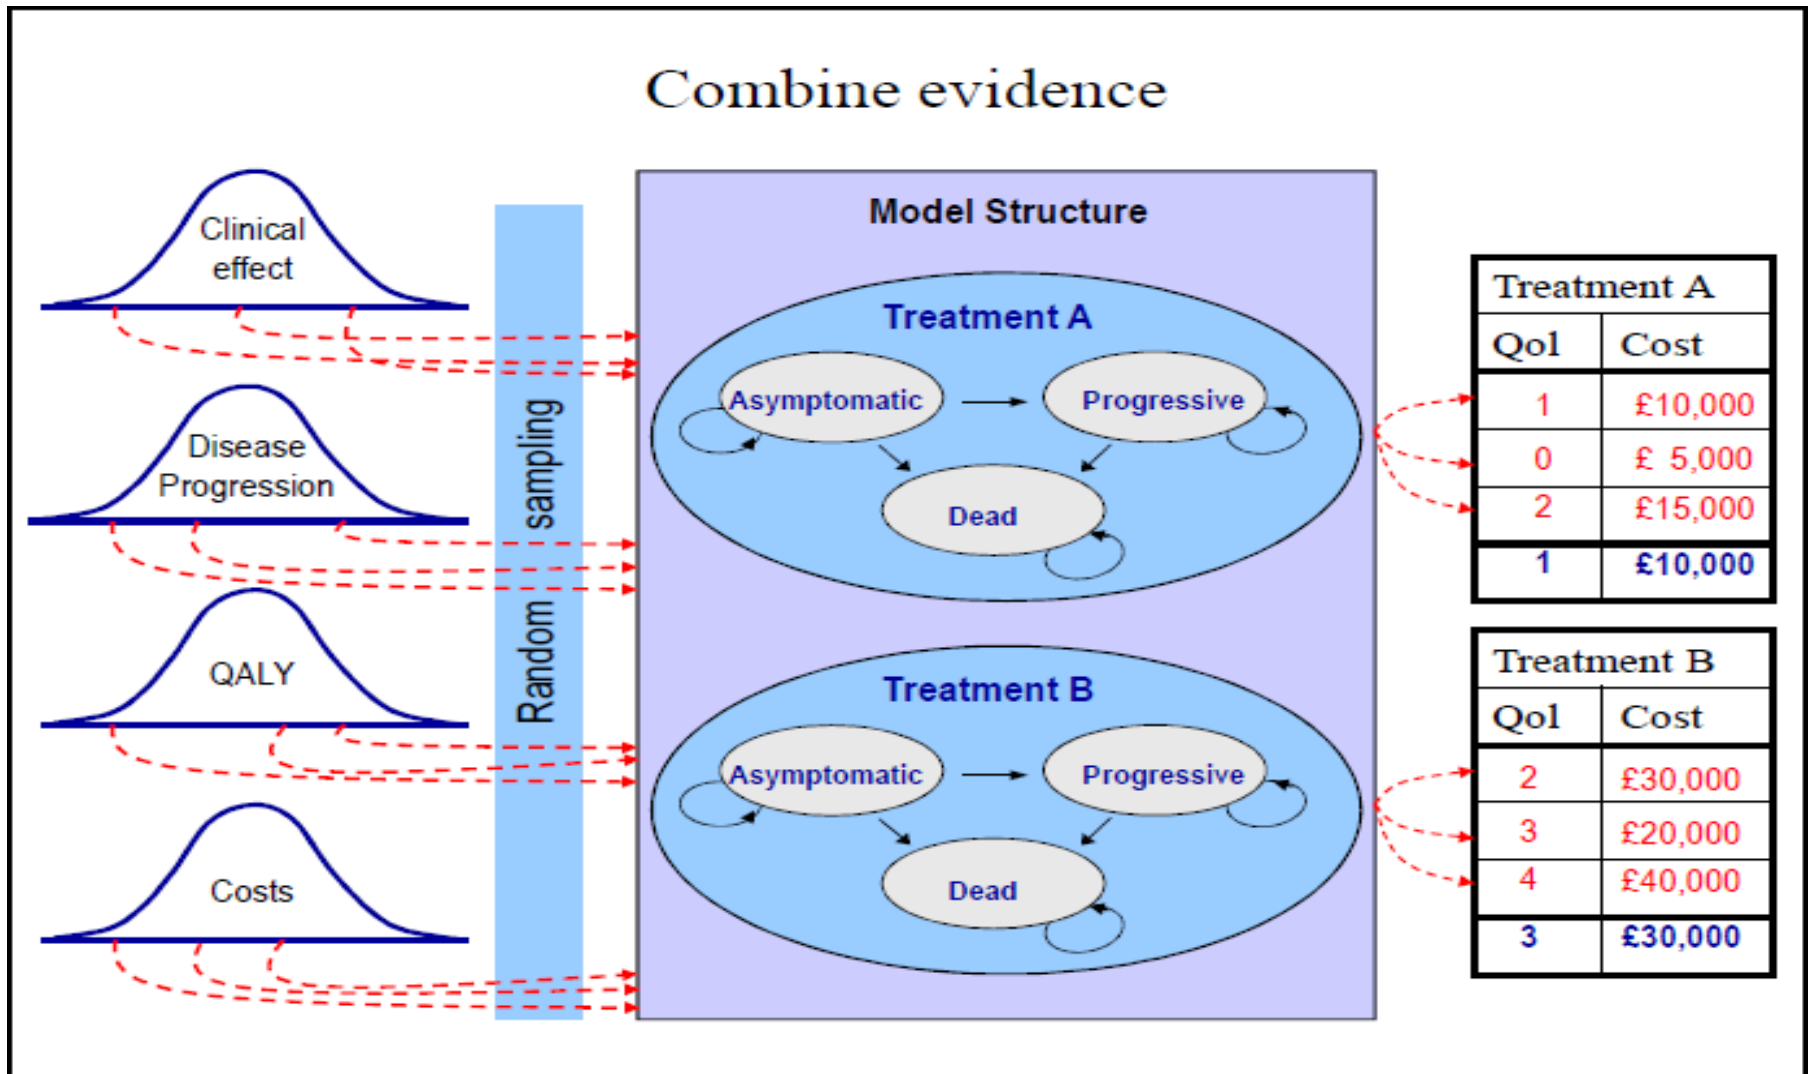 Combine evidence
Clinical
effect
Disease
Progression
QALY
Costs
Random sampling
Model Structure
Treatment A
Asymptomatic
Progressive
Dead
Treatment B
Asymptomatic
Progressive
Dead
Treatment A
Qol Cost
1 £10,000
0 £ 5,000
2 £15,000
1 £10,000
Treatment B
Qol Cost
2 £30,000
3 £20,000
4 £40,000
3 £30,000